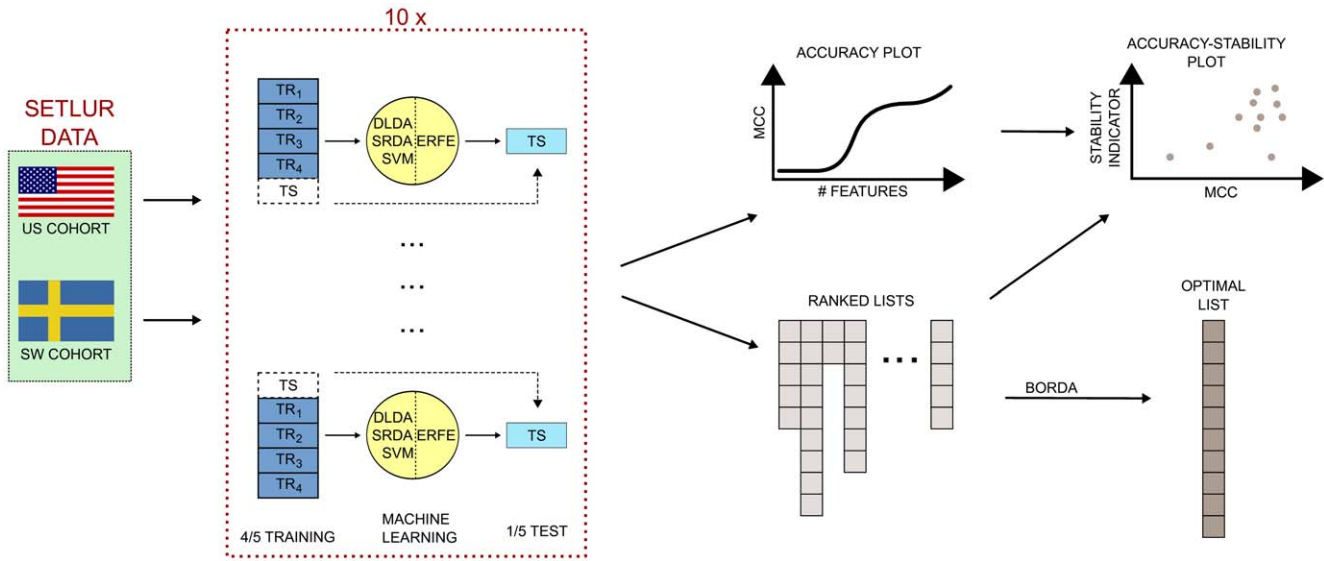 10 x
SETLUR
DATA
US COHORT
SW COHORT
TR1
TR2
TR3
TR4
TS
DLDA
SRDA
SVM
ERFE
TS
...
...
...
TS
TR1
TR2
TR3
TR4
DLDA
SRDA
SVM
ERFE
TS
4/5 TRAINING
MACHINE
LEARNING
1/5 TEST
ACCURACY PLOT
MCC
# FEATURES
ACCURACY-STABILITY
PLOT
STABILITY
INDICATOR
MCC
RANKED LISTS
...
BORDA
OPTIMAL
LIST